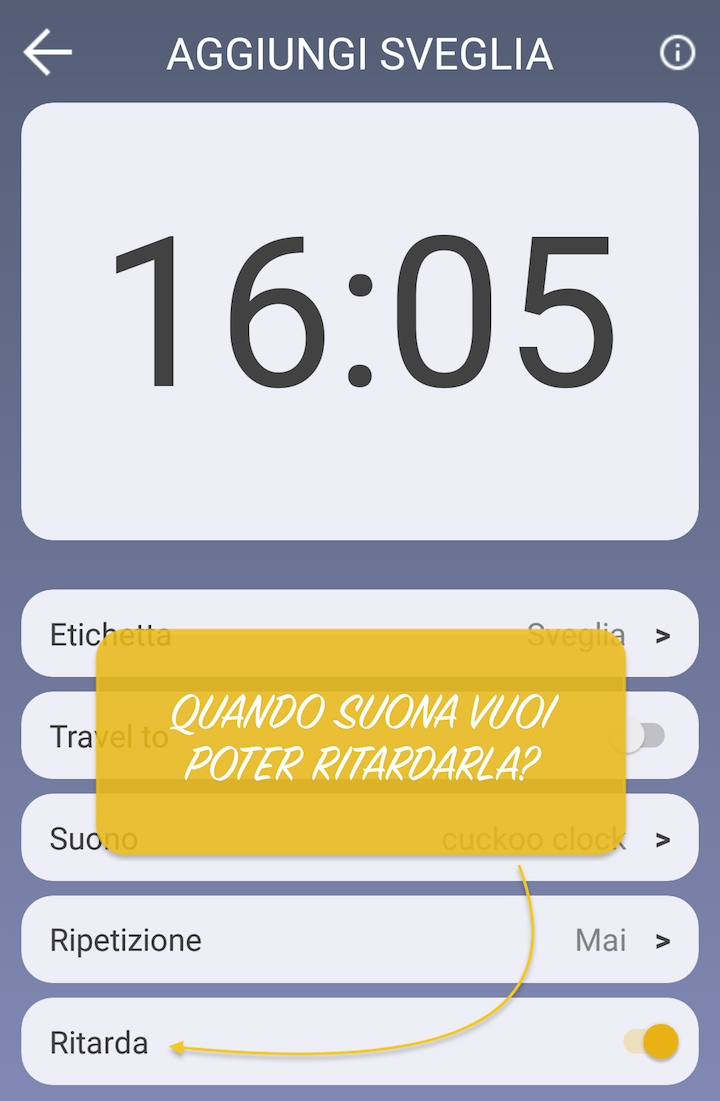 AGGIUNGI SVEGLIA
16:05
Etichetta Sveglia >
Travel to
QUANDO SUONA VUOI
POTER RITARDARLA?
Suono cuckoo clock >
Ripetizione Mai >
Ritarda